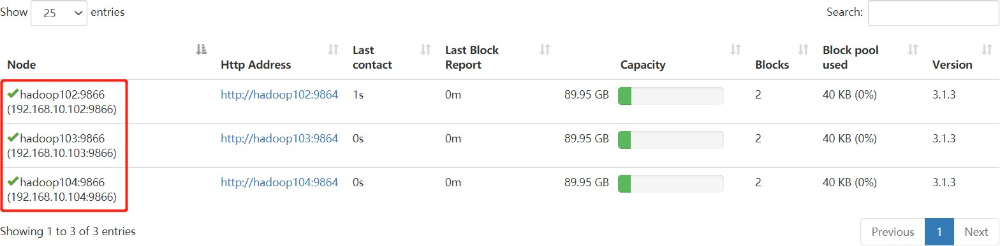 Show 25 entries Search:
Node Http Address Last contact Last Block Report Capacity Blocks Block pool used Version
hadoop102:9866 http://hadoop102:9864 1s 0m 89.95 GB 2 40 KB (0%) 3.1.3
(192.168.10.102:9866)
hadoop103:9866 http://hadoop103:9864 0s 0m 89.95 GB 2 40 KB (0%) 3.1.3
(192.168.10.103:9866)
hadoop104:9866 http://hadoop104:9864 0s 0m 89.95 GB 2 40 KB (0%) 3.1.3
(192.168.10.104:9866)
Showing 1 to 3 of 3 entries Previous 1 Next